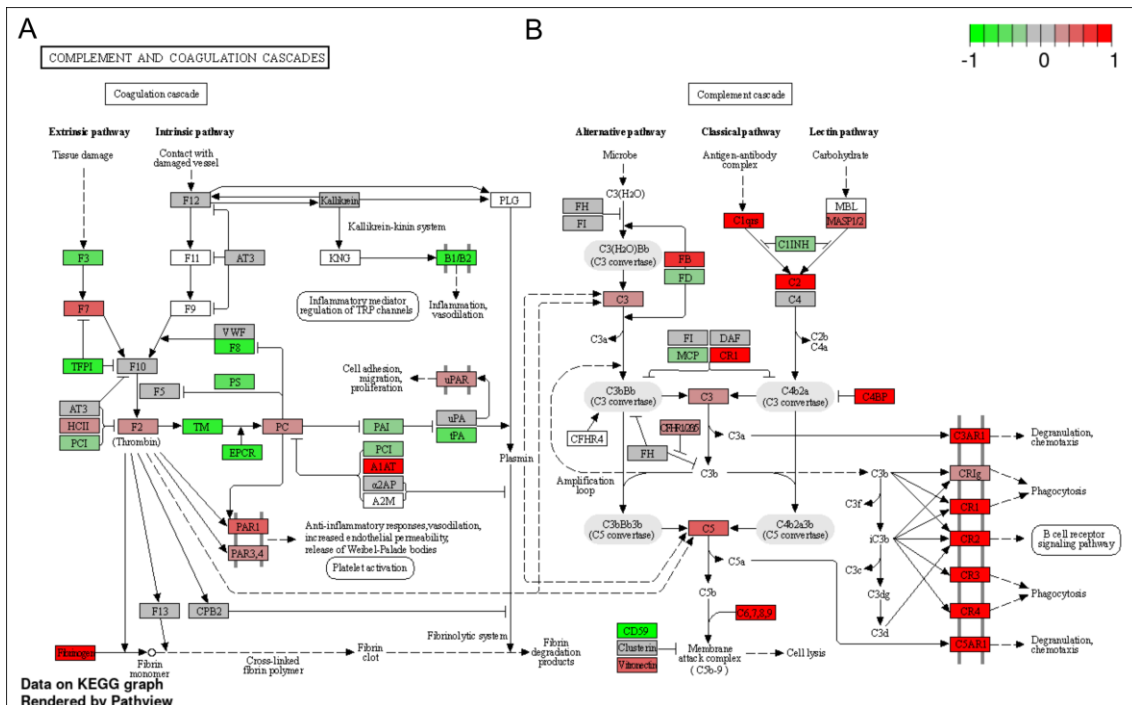 A
B
-1 0 1
COMPLEMENT AND COAGULATION CASCADES
Coagulation cascade
Complement cascade
Extrinsic pathway
Intrinsic pathway
Alternative pathway
Classical pathway
Lectin pathway
Tissue damage
Contact with
damaged vessel
Microbe
Antigen-antibody
complex
Carbohydrate
F12
Kallikrein
PLG
Kallikrein-kinin system
F3
F11
AT3
KNG
B1/B2
F7
F9
Inflammatory mediator
regulation of TRP channels
Inflammation,
vasodilation
VWF
F8
TFPI
F10
F5
PS
Cell adhesion,
migration,
proliferation
uPAR
AT3
HCII
PCI
F2
(Thrombin)
TM
EPCR
PC
PAI
uPA
tPA
Plasmin
PCI
A1AT
α2AP
A2M
PAR1
PAR3,4
Anti-inflammatory responses, vasodilation,
increased endothelial permeability,
release of Weibel-Palade bodies
Platelet activation
F13
CPB2
Fibrinolytic system
Fibrinogen
Fibrin
monomer
Cross-linked
fibrin polymer
Fibrin
clot
Fibrin
degradation
products
C3(H2O)
FH
FI
C3(H2O)Bb
(C3 convertase)
FB
FD
C1qrs
MBL
MASP1/2
C1INH
C2
C4
C3
C3a
FI
DAF
MCP
CR1
C2b
C4a
C3bBb
(C3 convertase)
C3
C4b2a
(C3 convertase)
C4BP
CFHR4
CFHR1025
FH
C3a
C3b
Amplification
loop
C3bBb3b
(C5 convertase)
C5
C4b2a3b
(C5 convertase)
C5a
C5b
C6,7,8,9
CD59
Clusterin
Vitronectin
Membrane
attack complex
( C5b-9 )
Cell lysis
C3b
C3f
iC3b
C3c
C3dg
C3d
C3AR1
CRIg
CR1
CR2
CR3
CR4
C5AR1
Degranulation,
chemotaxis
Phagocytosis
B cell receptor
signaling pathway
Phagocytosis
Degranulation,
chemotaxis
Data on KEGG graph
Rendered by Pathview